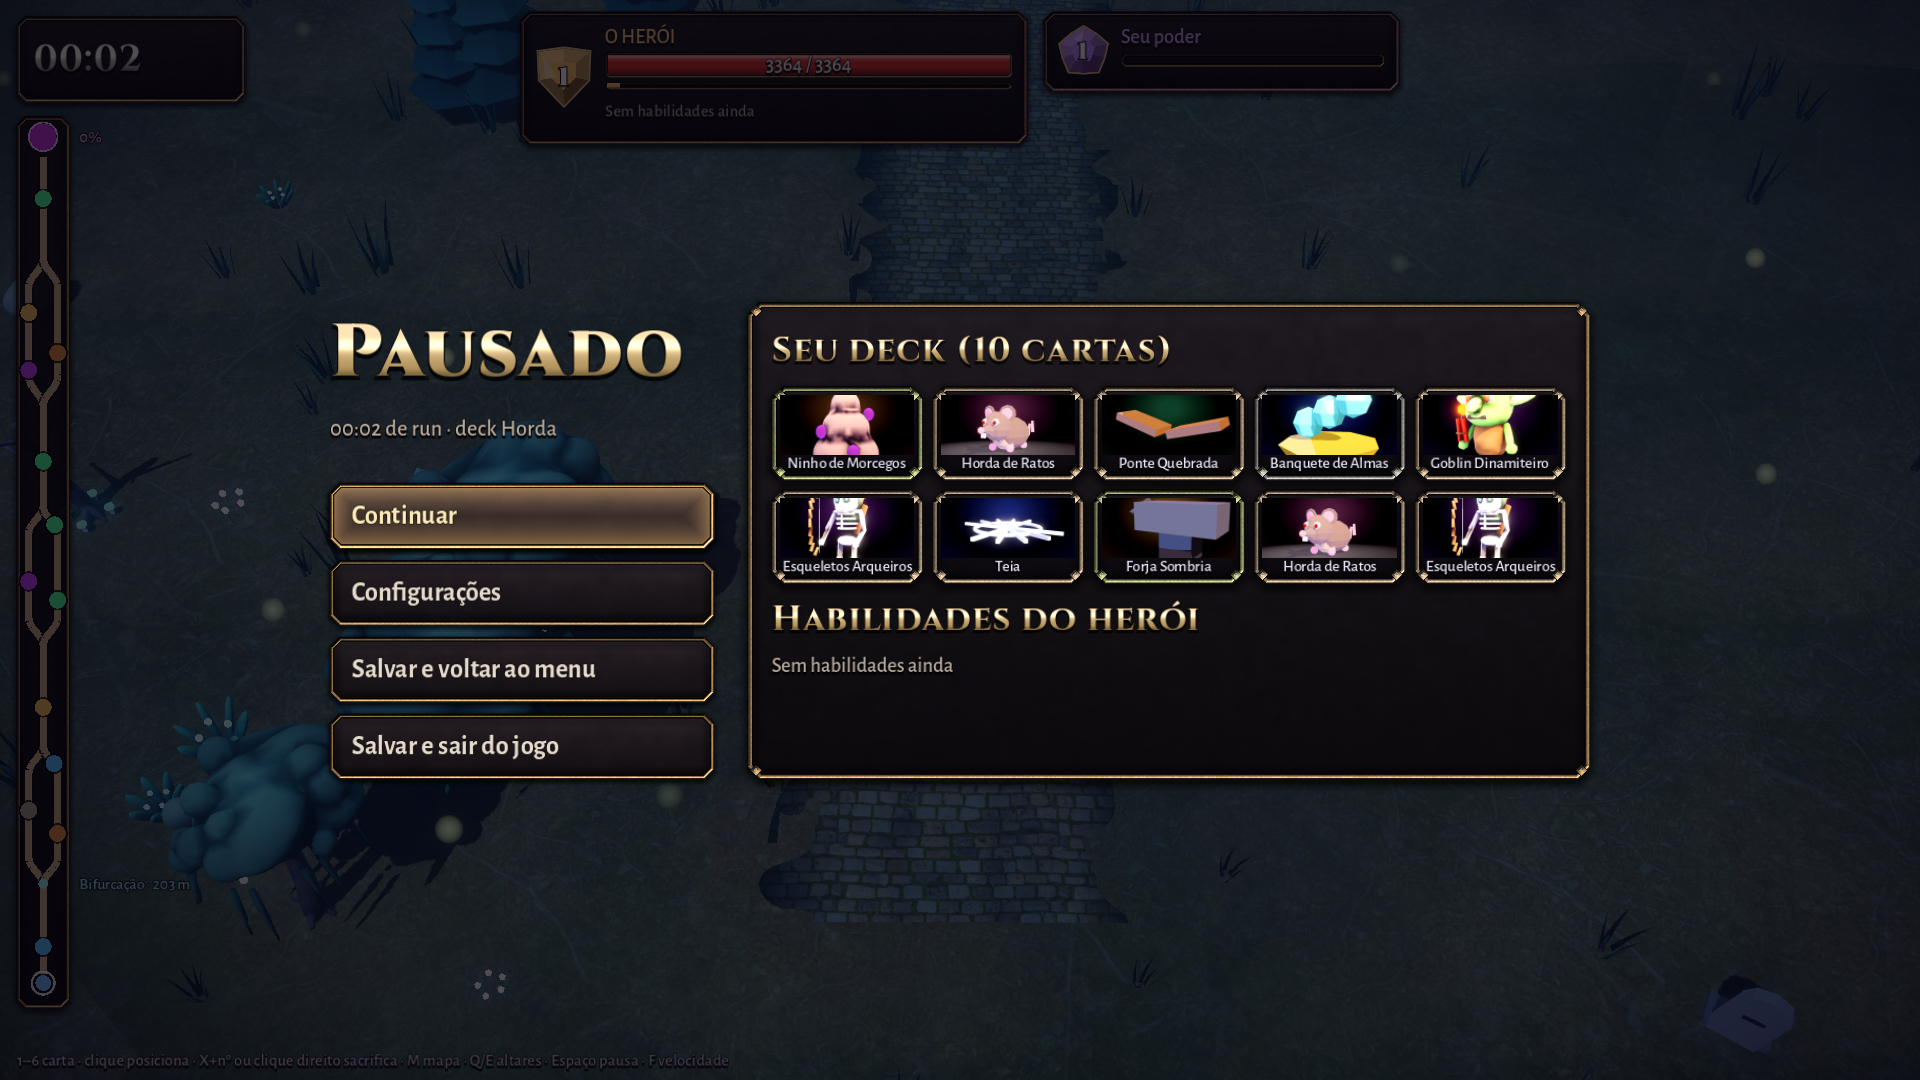 00:02
O HERÓI
1
3364 / 3364
Sem habilidades ainda
Seu poder
1
0%
PAUSADO
00:02 de run · deck Horda
Continuar
Configurações
Salvar e voltar ao menu
Salvar e sair do jogo
SEU DECK (10 CARTAS)
Ninho de Morcegos
Horda de Ratos
Ponte Quebrada
Banquete de Almas
Goblin Dinamiteiro
Esqueletos Arqueiros
Teia
Forja Sombria
Horda de Ratos
Esqueletos Arqueiros
HABILIDADES DO HERÓI
Sem habilidades ainda
Bifurcação 203 m
1–6 carta · clique posiciona · X+nº ou clique direito sacrifica · M mapa · Q/E altares · Espaço pausa · F velocidade